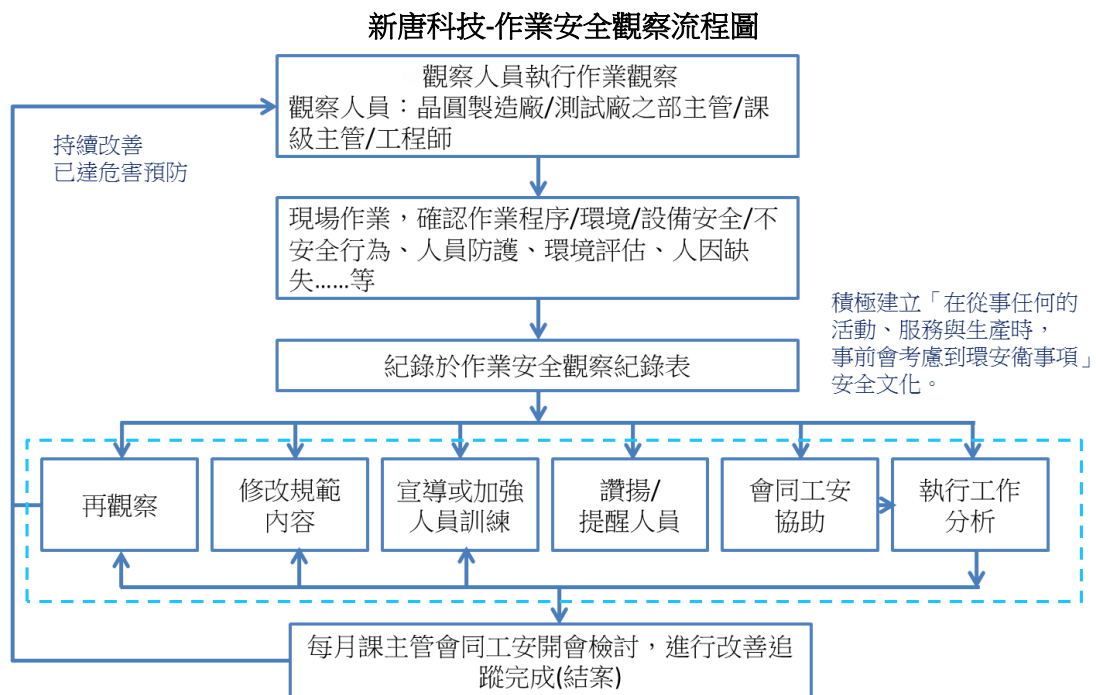 新唐科技-作業安全觀察流程圖
觀察人員執行作業觀察
觀察人員：晶圓製造廠/測試廠之部主管/課
級主管/工程師
持續改善
已達危害預防
現場作業，確認作業程序/環境/設備安全/不
安全行為、人員防護、環境評估、人因缺
失……等
積極建立「在從事任何的
活動、服務與生產時，
事前會考慮到環安衛事項」
安全文化。
紀錄於作業安全觀察紀錄表
再觀察
修改規範
內容
宣導或加強
人員訓練
讚揚/
提醒人員
會同工安
協助
執行工作
分析
每月課主管會同工安開會檢討，進行改善追
蹤完成(結案)